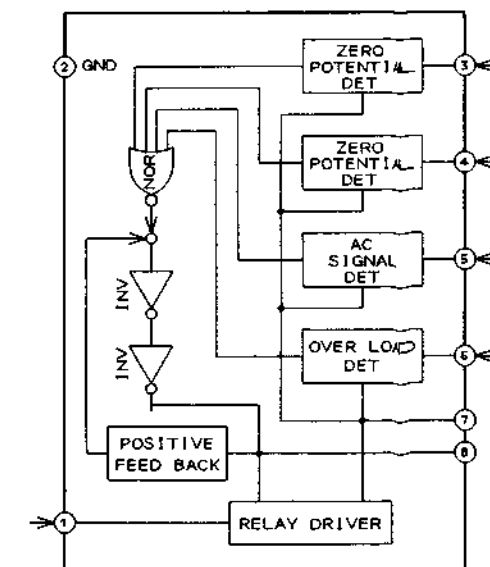 2 GND
ZERO
POTENTIAL
DET
3
ZERO
POTENTIAL
DET
4
NOR
AC
SIGNAL
DET
5
INV
OVER LOAD
DET
6
INV
7
POSITIVE
FEED BACK
8
1
RELAY DRIVER